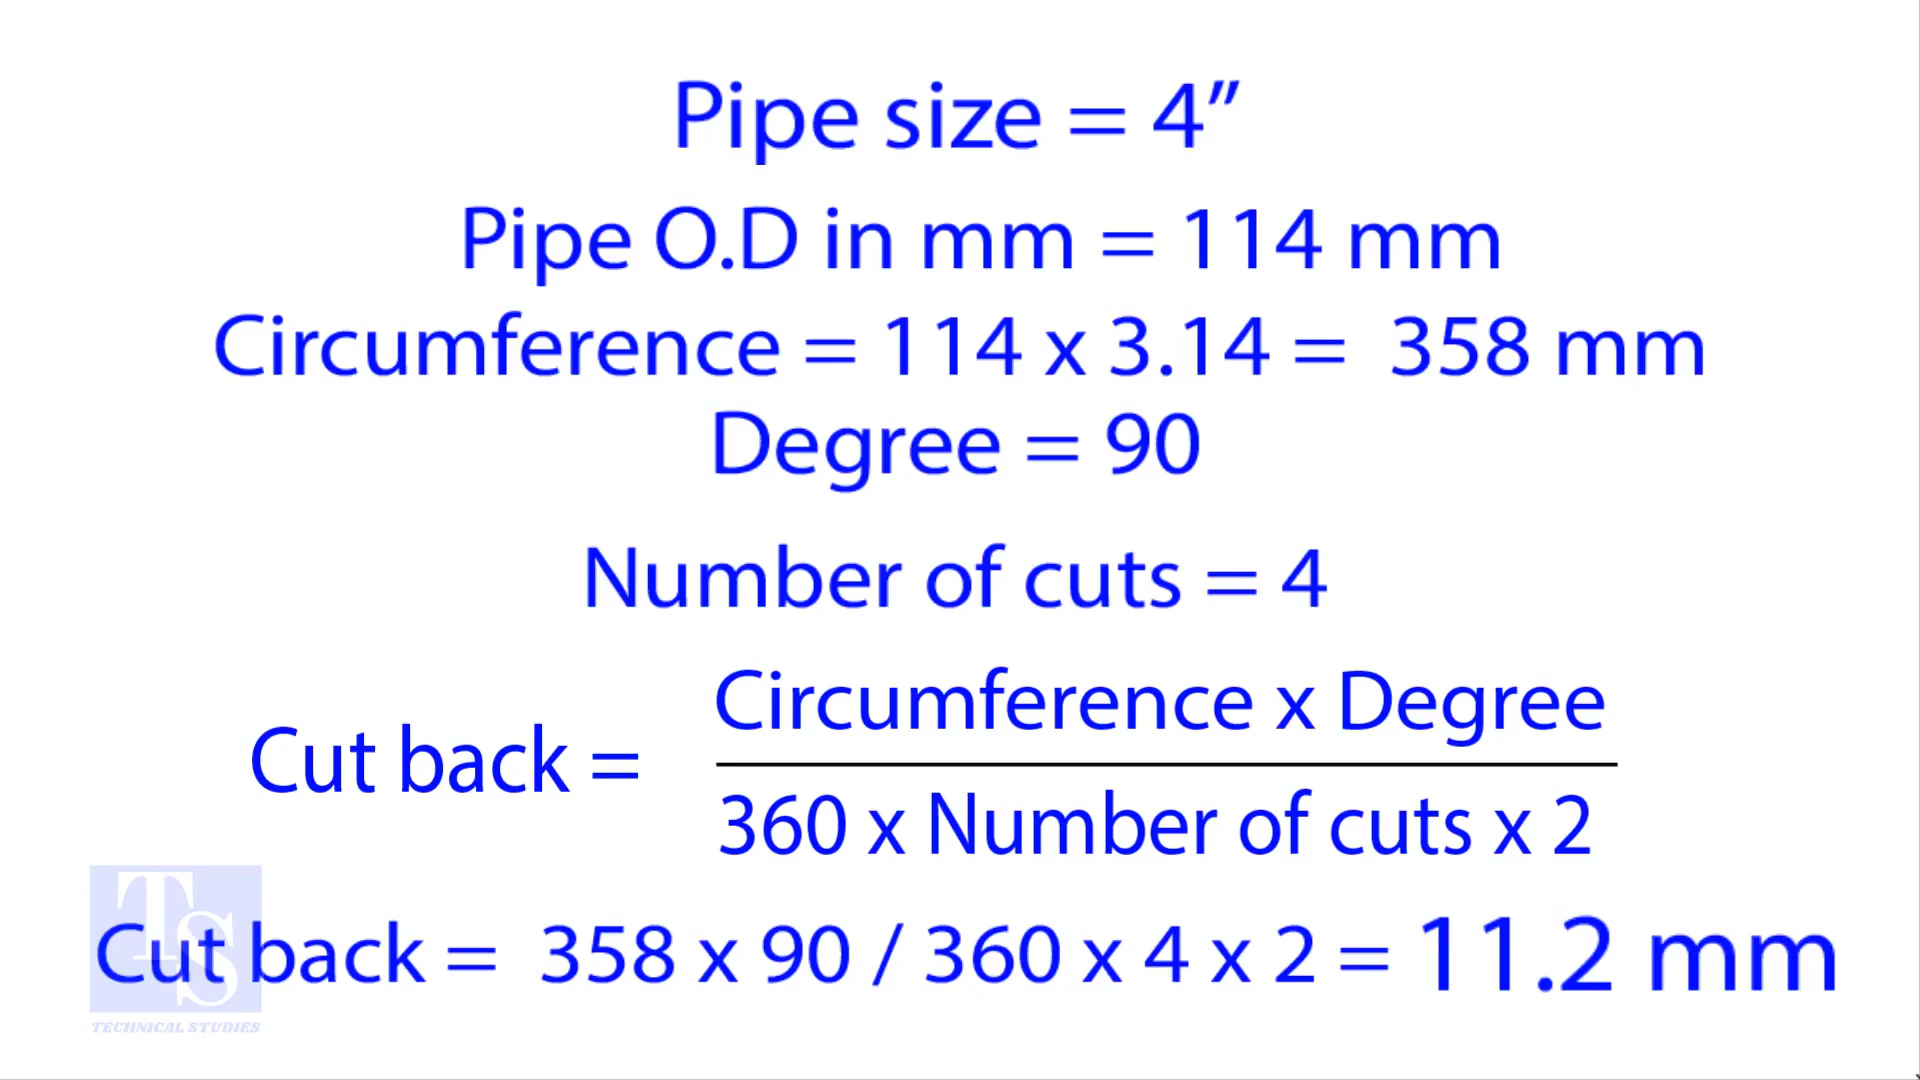 Pipe size = 4”
Pipe O.D in mm = 114 mm
Circumference = 114 x 3.14 = 358 mm
Degree = 90
Number of cuts = 4
Cut back =
Circumference x Degree
360 x Number of cuts x 2
Cut back = 358 x 90 / 360 x 4 x 2 = 11.2 mm
TS
TECHNICAL STUDIES